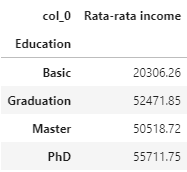 col_0 Rata-rata income
Education
Basic 20306.26
Graduation 52471.85
Master 50518.72
PhD 55711.75